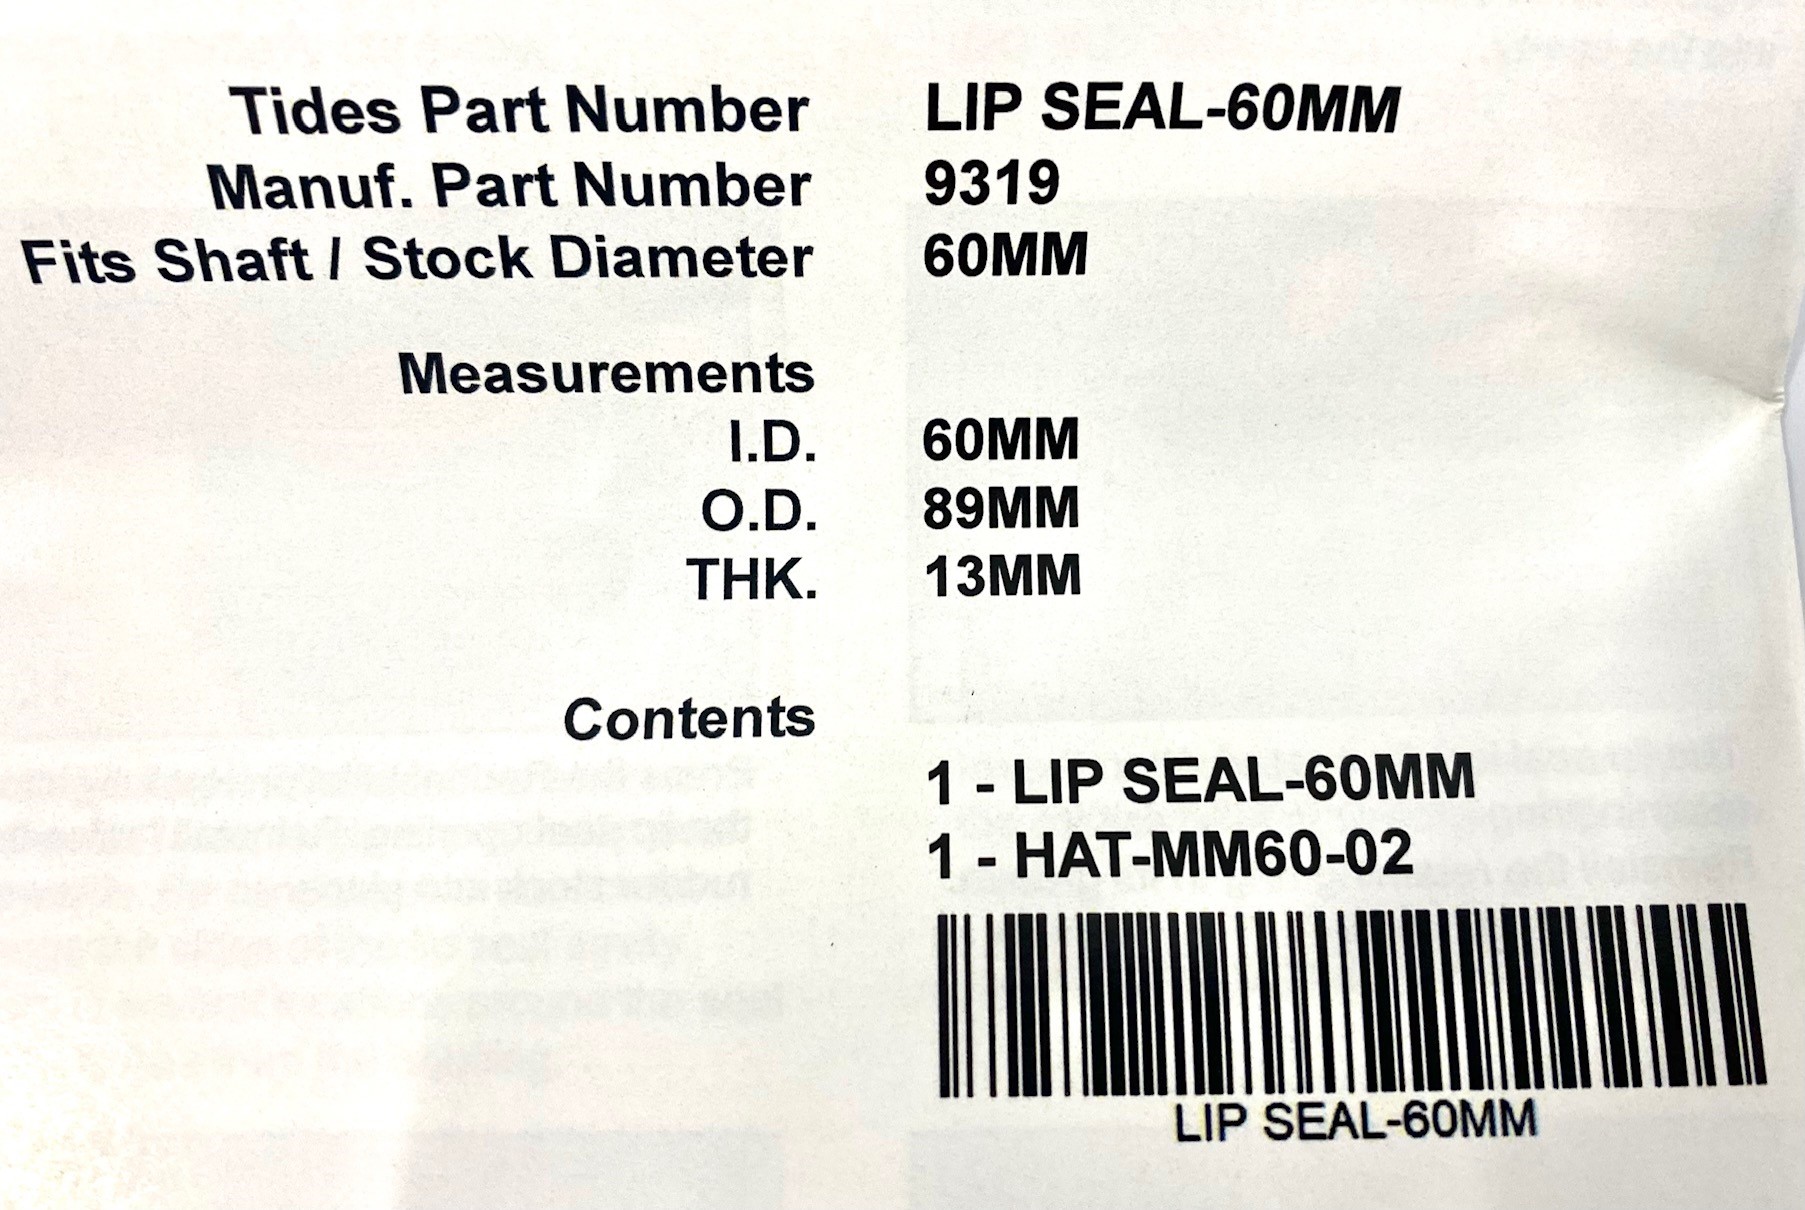 Tides Part Number LIP SEAL-60MM
Manuf. Part Number 9319
Fits Shaft / Stock Diameter 60MM
Measurements
I.D. 60MM
O.D. 89MM
THK. 13MM
Contents
1 - LIP SEAL-60MM
1 - HAT-MM60-02
LIP SEAL-60MM